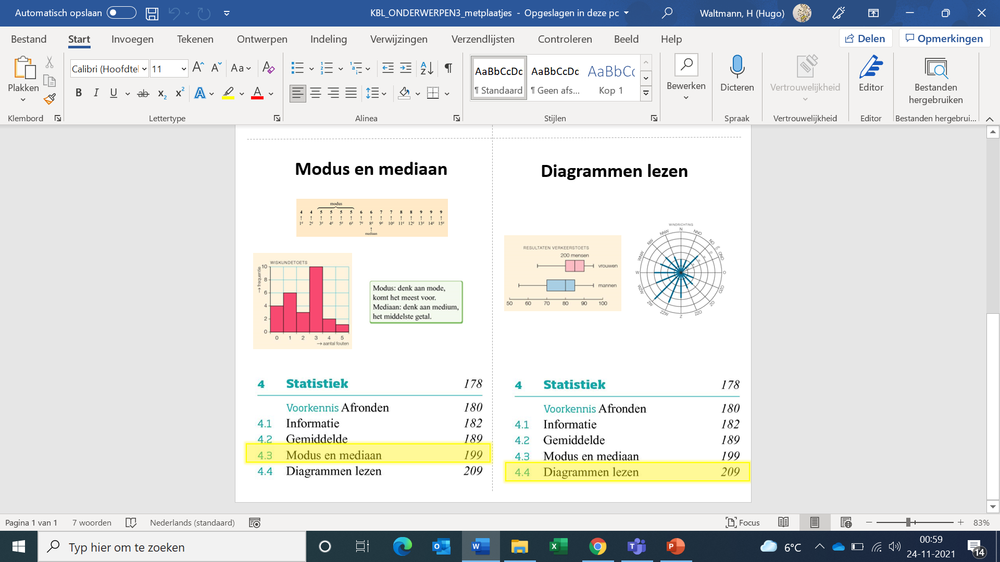 Automatisch opslaan
KBL_ONDERWERPEN3_metplaatjes - Opgeslagen in deze pc
Waltmann, H (Hugo)
Bestand Start Invoegen Tekenen Ontwerpen Indeling Verwijzingen Verzendlijsten Controleren Beeld Help
Delen Opmerkingen
Plakken
Klembord
Calibri (Hoofdtel 11
Lettertype
Alinea
AaBbCcDc AaBbCcDc AaBbCc
¶ Standaard ¶ Geen afs... Kop 1
Stijlen
Bewerken
Dicteren
Spraak
Vertrouwelijkheid
Vertrouwelijkheid
Editor
Editor
Bestanden
hergebruiken
Bestanden hergebrui...
Modus en mediaan
modus
4 4 5 5 5 5 6 6 7 7 8 8 9 9 9
1e 2e 3e 4e 5e 6e 7e 8e 9e 10e 11e 12e 13e 14e 15e
mediaan
WISKUNDETOETS
frequentie
10
8
6
4
2
0
0 1 2 3 4 5
aantal fouten
Modus: denk aan mode,
komt het meest voor.
Mediaan: denk aan medium,
het middelste getal.
4 Statistiek 178
Voorkennis Afronden 180
4.1 Informatie 182
4.2 Gemiddelde 189
4.3 Modus en mediaan 199
4.4 Diagrammen lezen 209
Diagrammen lezen
RESULTATEN VERKEERSTOETS
200 mensen
vrouwen
mannen
50 60 70 80 90 100
WINDRICHTING
N
NNO
NO
ONO
O
OZO
ZO
ZZO
Z
ZZW
ZW
WZW
W
WNW
NW
NNW
4 Statistiek 178
Voorkennis Afronden 180
4.1 Informatie 182
4.2 Gemiddelde 189
4.3 Modus en mediaan 199
4.4 Diagrammen lezen 209
Pagina 1 van 1 7 woorden Nederlands (standaard)
Focus
83%
Typ hier om te zoeken
6°C
00:59
24-11-2021
14